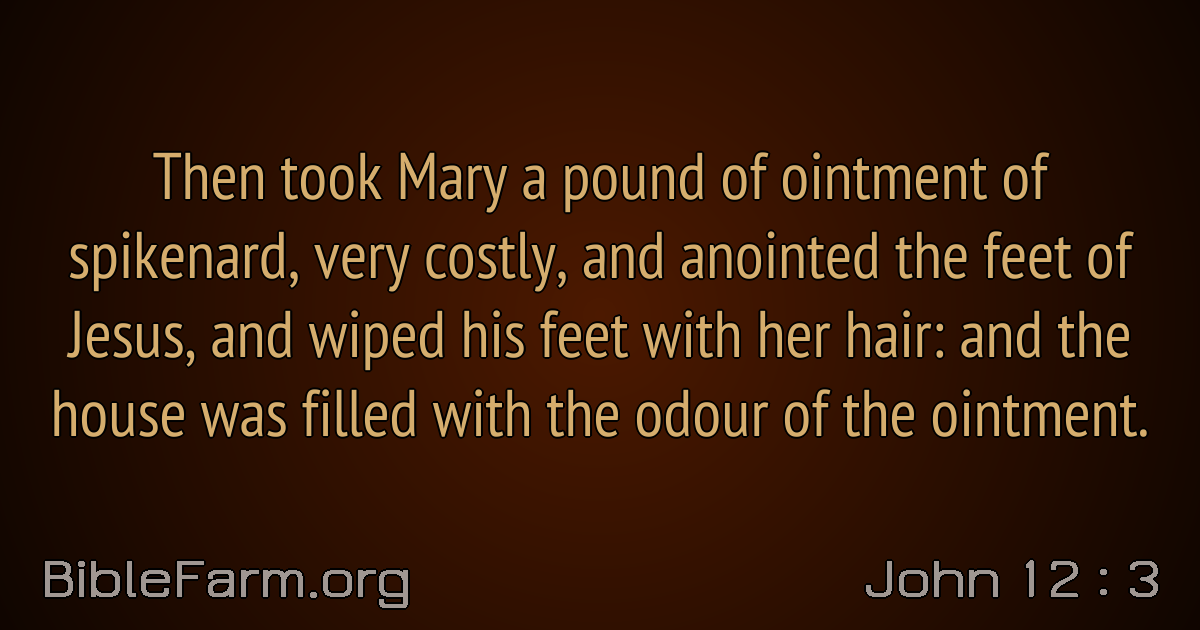 Then took Mary a pound of ointment of
spikenard, very costly, and anointed the feet of
Jesus, and wiped his feet with her hair: and the
house was filled with the odour of the ointment.
BibleFarm.org
John 12 : 3